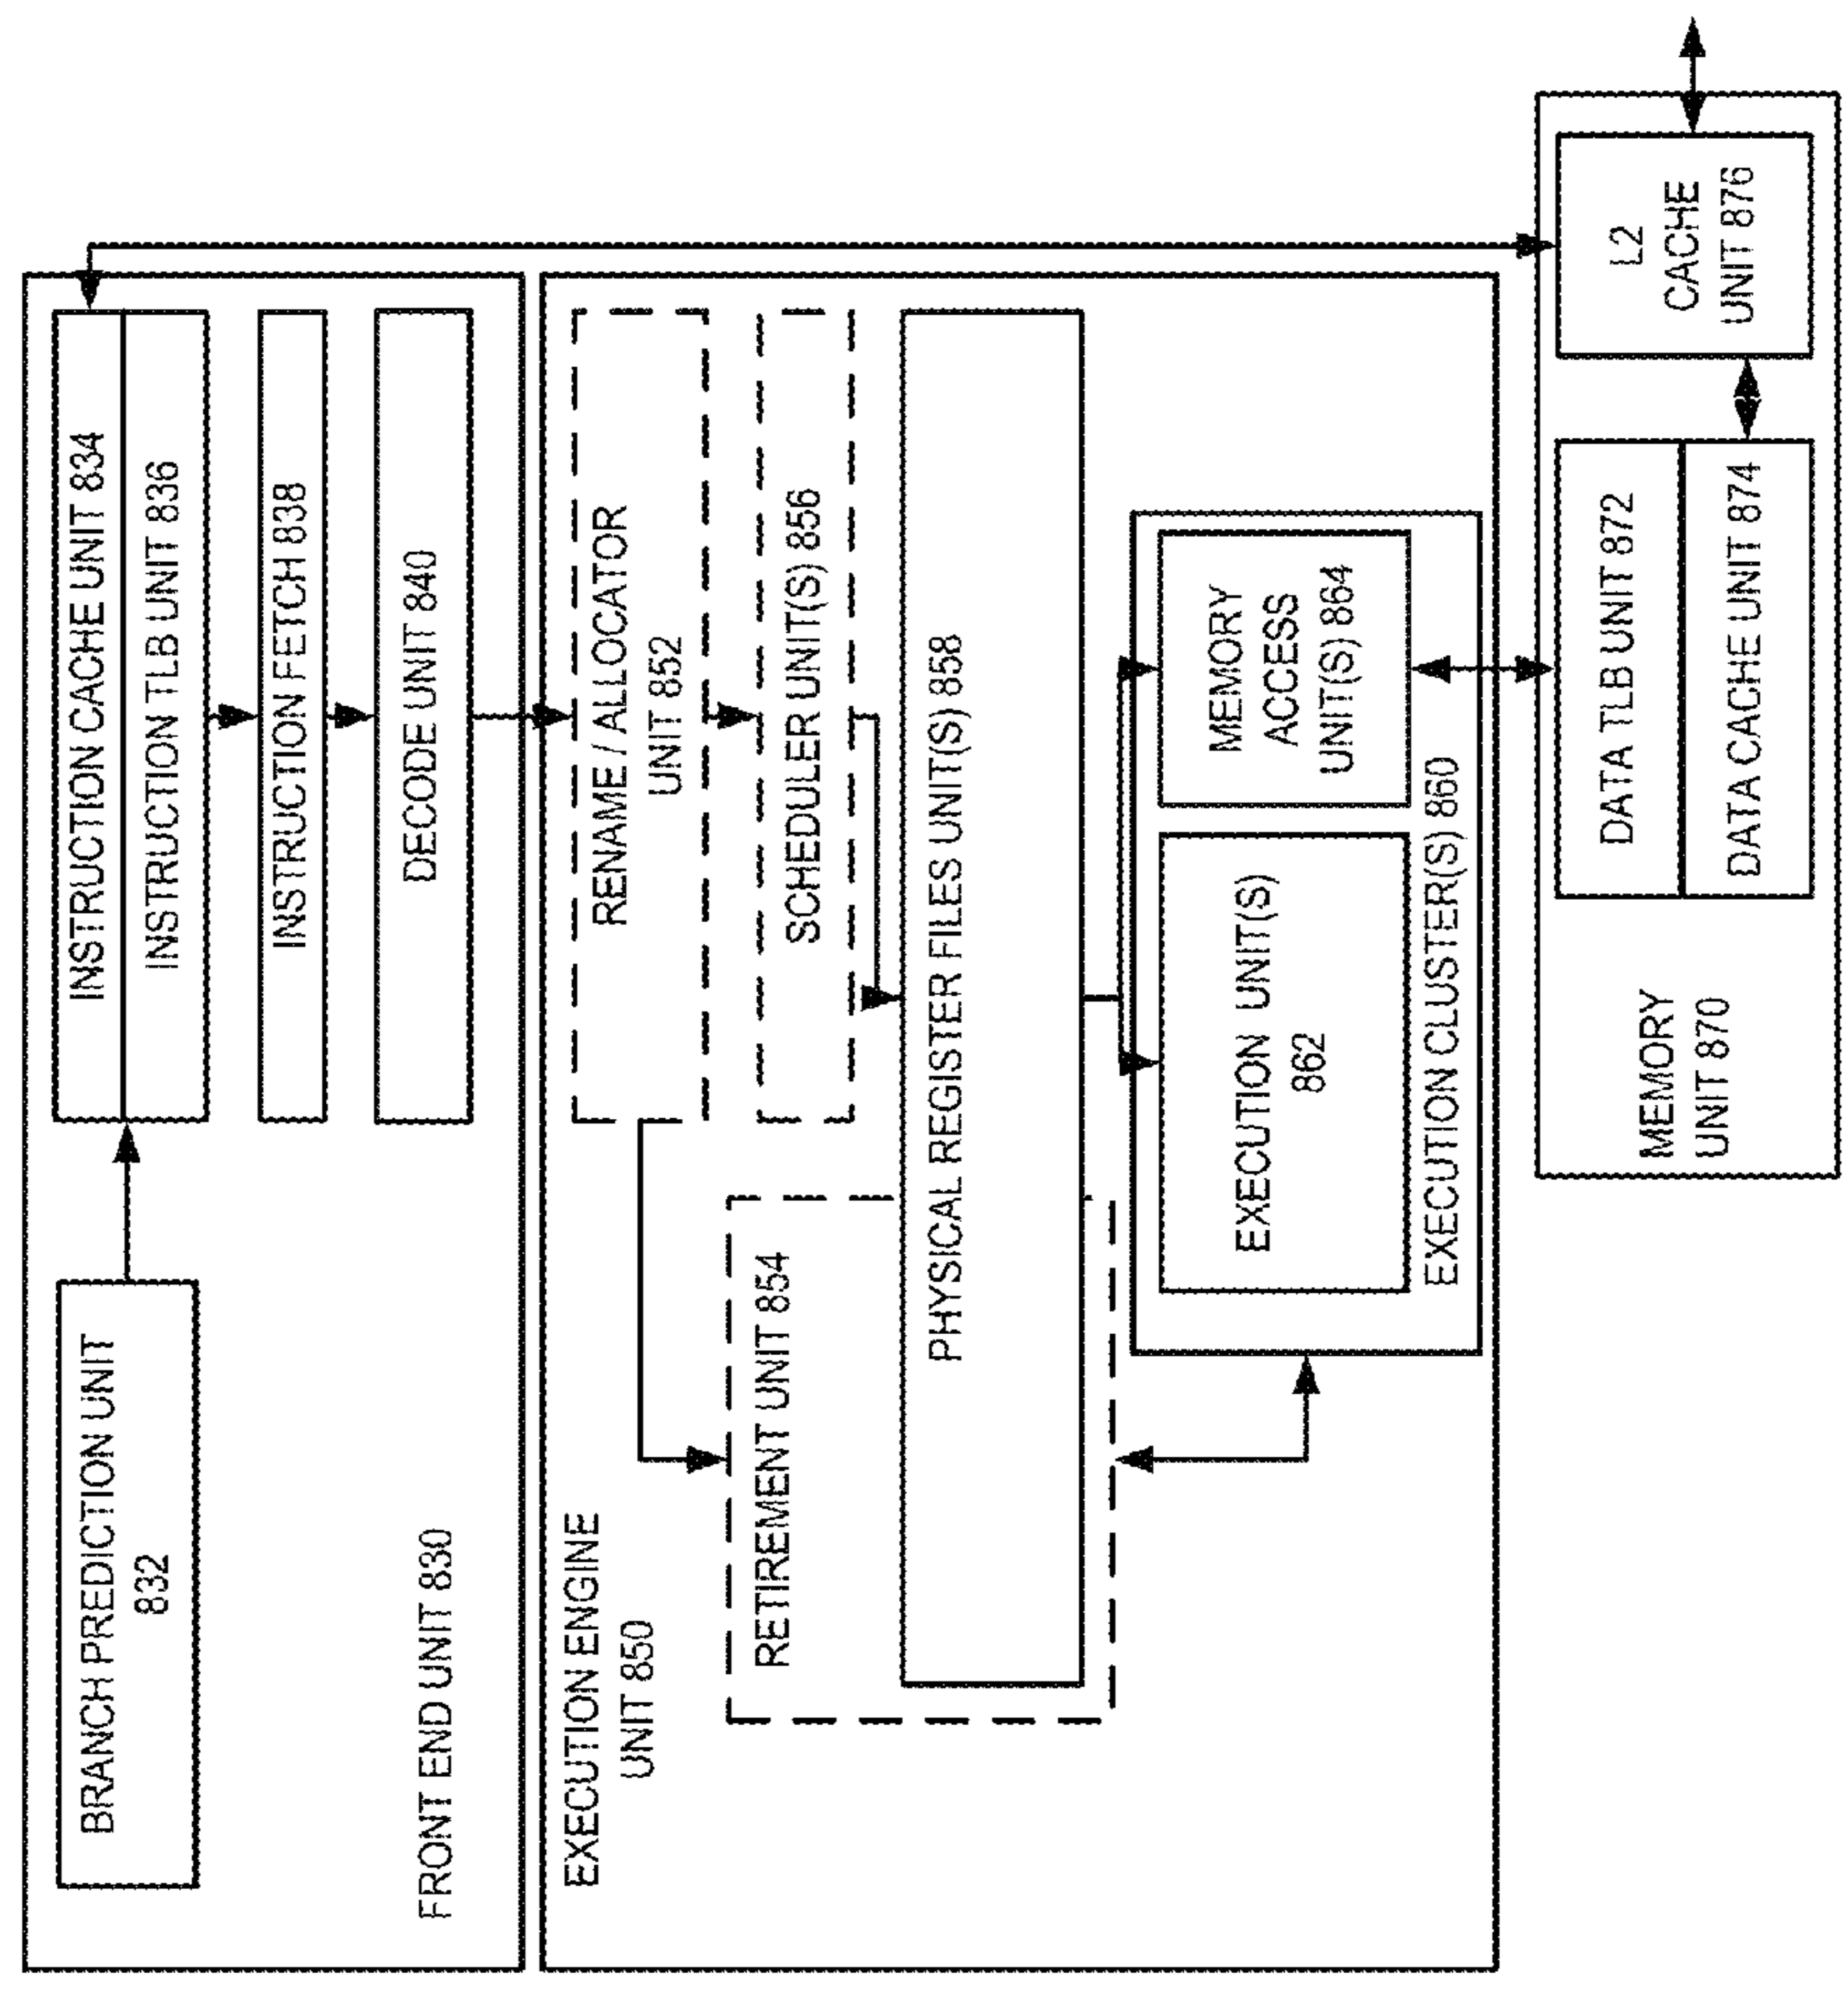 BRANCH PREDICTION UNIT
832
INSTRUCTION CACHE UNIT 834
INSTRUCTION TLB UNIT 836
INSTRUCTION FETCH 838
DECODE UNIT 840
FRONT END UNIT 830
EXECUTION ENGINE
UNIT 850
RENAME / ALLOCATOR
UNIT 852
RETIREMENT UNIT 854
SCHEDULER UNIT(S) 856
PHYSICAL REGISTER FILES UNIT(S) 858
EXECUTION UNIT(S)
862
MEMORY
ACCESS
UNIT(S) 864
EXECUTION CLUSTER(S) 860
MEMORY
UNIT 870
DATA TLB UNIT 872
DATA CACHE UNIT 874
L2
CACHE
UNIT 876